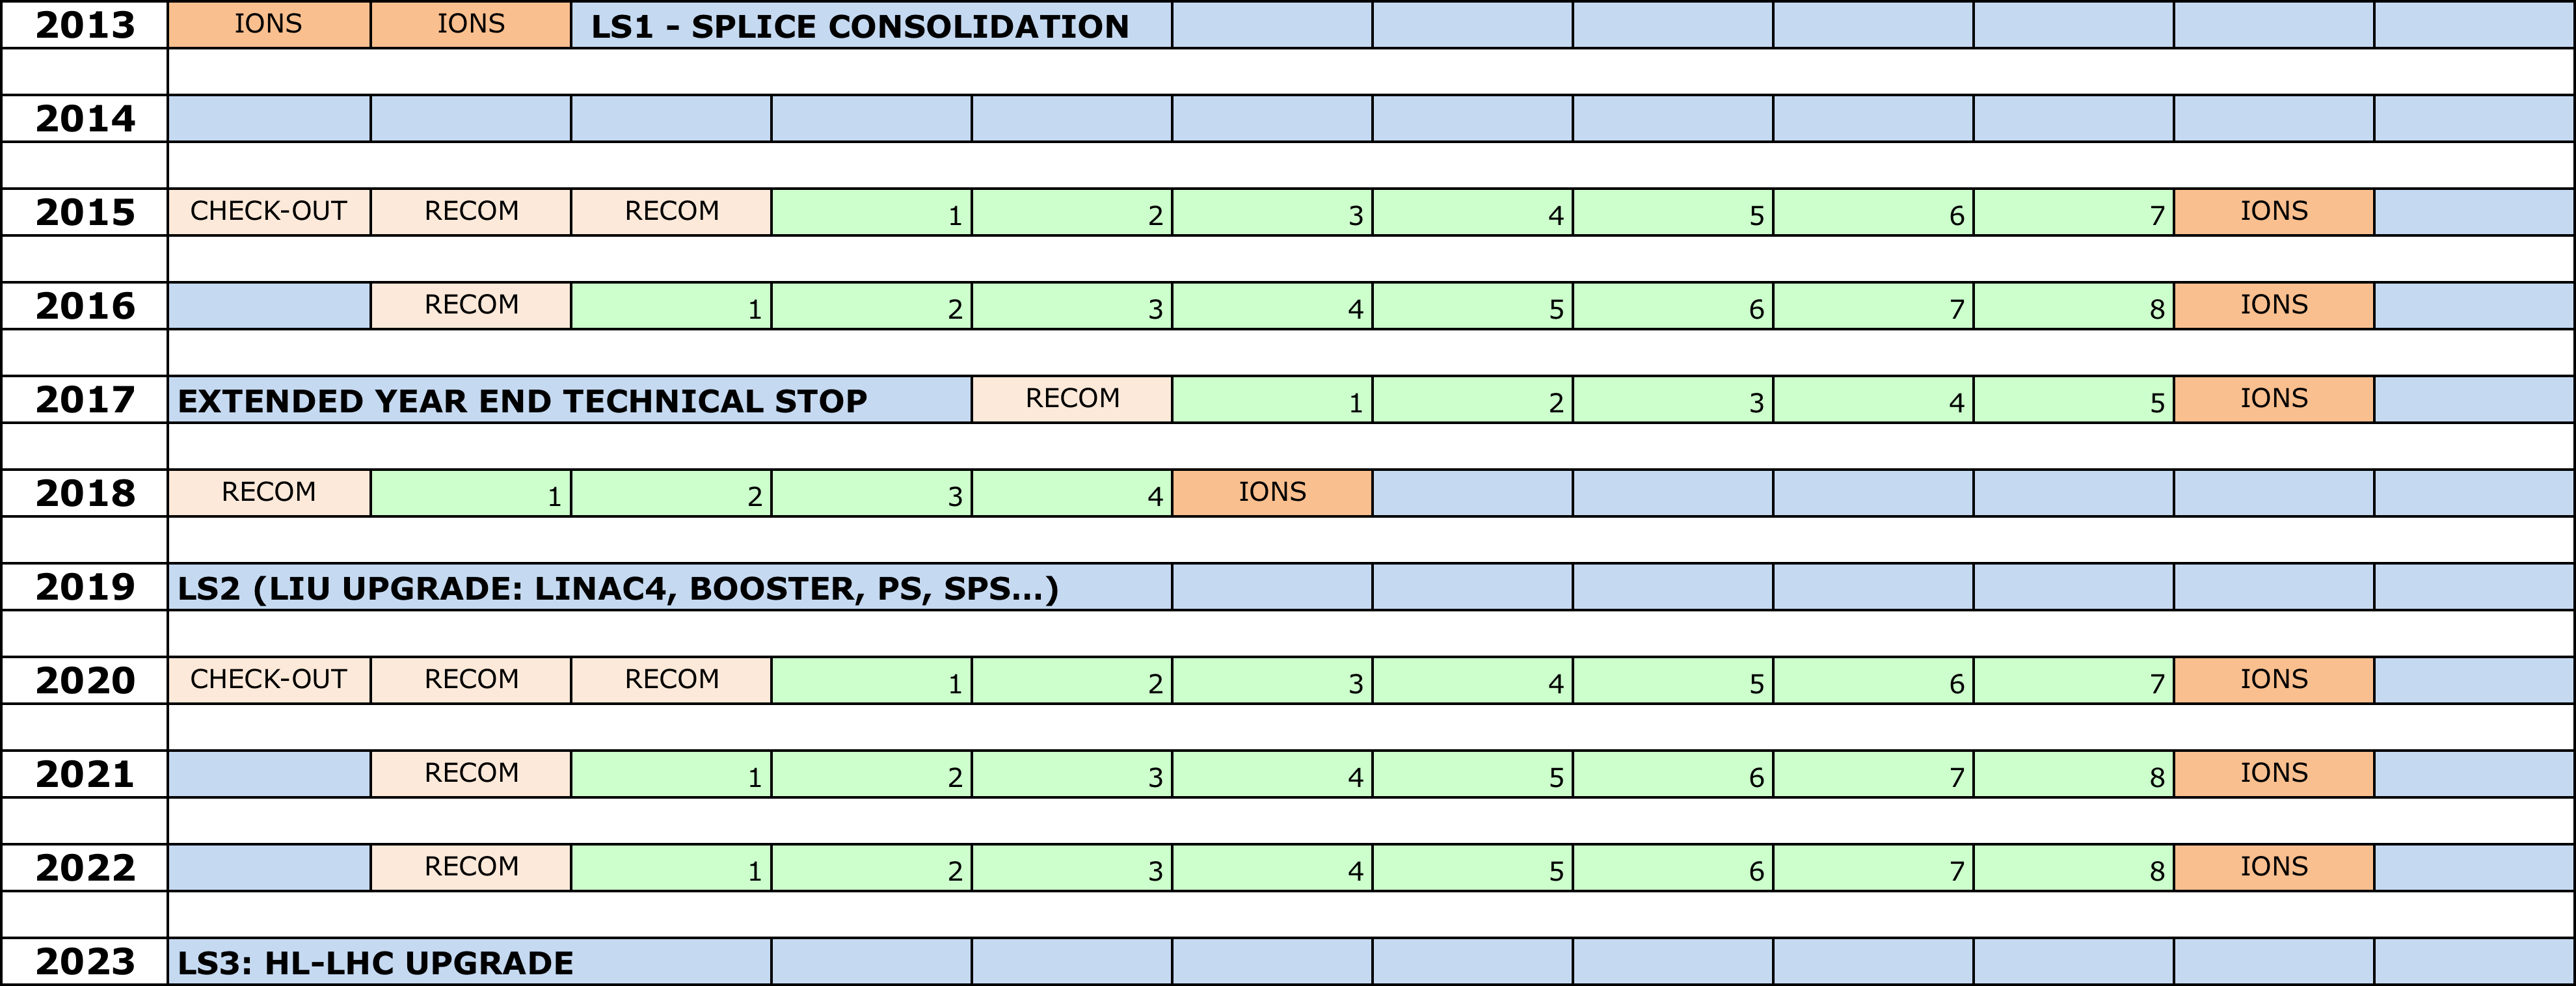 2013 IONS IONS LS1 - SPLICE CONSOLIDATION
2014
2015 CHECK-OUT RECOM RECOM 1 2 3 4 5 6 7 IONS
2016 RECOM 1 2 3 4 5 6 7 8 IONS
2017 EXTENDED YEAR END TECHNICAL STOP RECOM 1 2 3 4 5 IONS
2018 RECOM 1 2 3 4 IONS
2019 LS2 (LIU UPGRADE: LINAC4, BOOSTER, PS, SPS...)
2020 CHECK-OUT RECOM RECOM 1 2 3 4 5 6 7 IONS
2021 RECOM 1 2 3 4 5 6 7 8 IONS
2022 RECOM 1 2 3 4 5 6 7 8 IONS
2023 LS3: HL-LHC UPGRADE